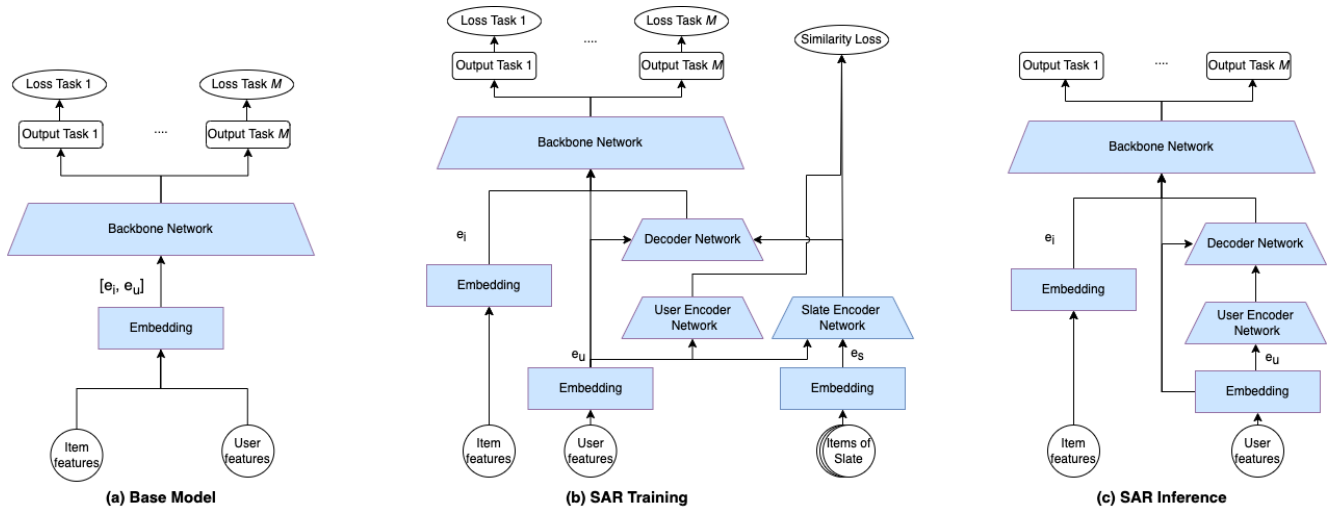 Loss Task 1
Loss Task M
Output Task 1
....
Output Task M
Backbone Network
[ei, eu]
Embedding
Item
features
User
features
(a) Base Model
Loss Task 1
....
Loss Task M
Similarity Loss
Output Task 1
Output Task M
Backbone Network
ei
Decoder Network
Embedding
User Encoder
Network
Slate Encoder
Network
eu
es
Embedding
Embedding
Item
features
User
features
Items of
Slate
(b) SAR Training
Output Task 1
....
Output Task M
Backbone Network
ei
Decoder Network
Embedding
User Encoder
Network
eu
Embedding
Item
features
User
features
(c) SAR Inference